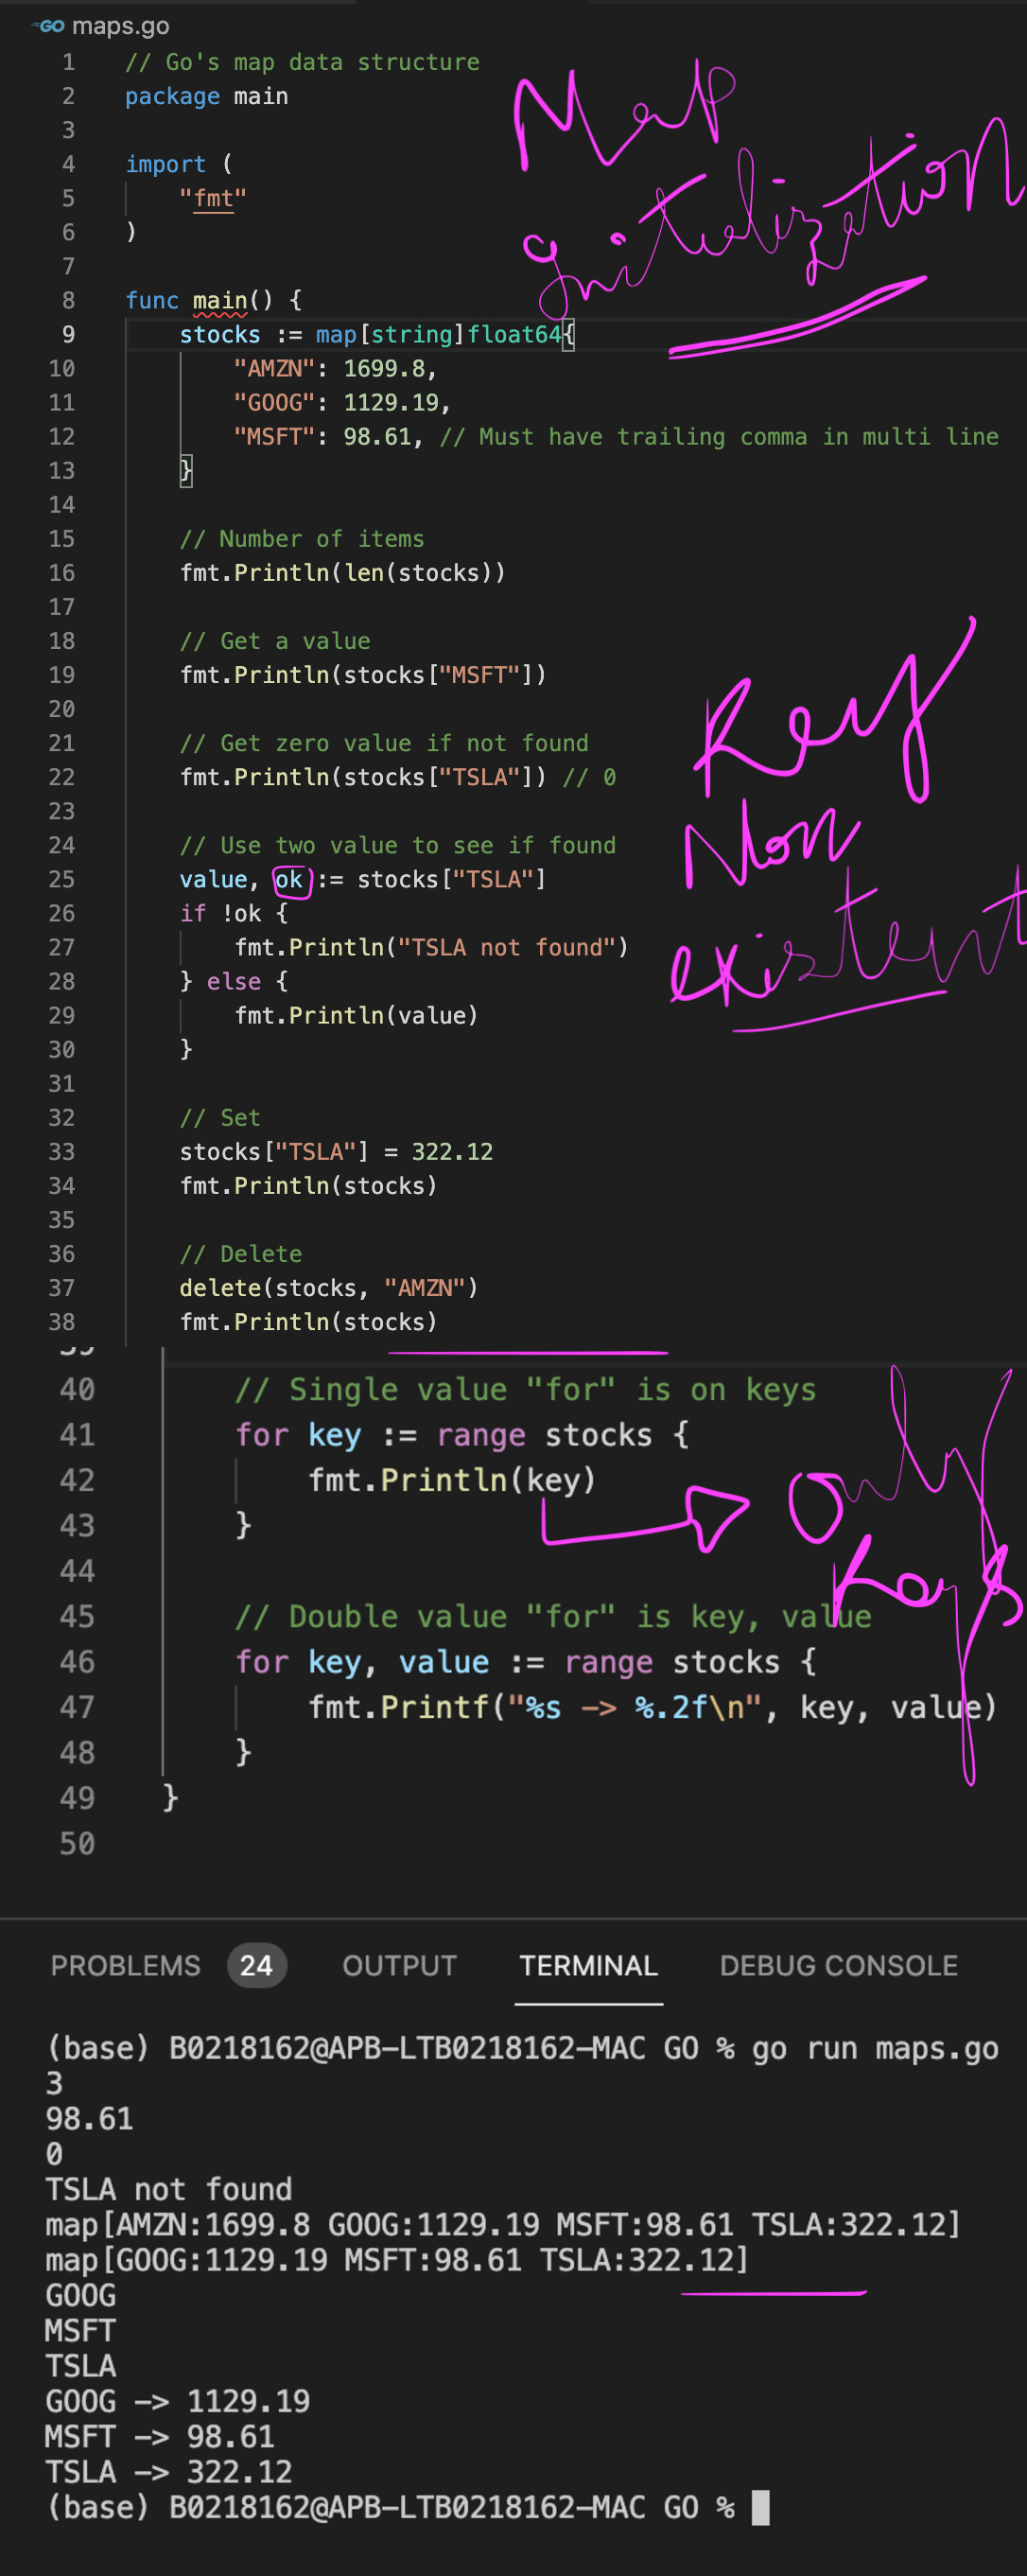 GO maps.go
1 // Go's map data structure
2 package main
3
4 import (
5 "fmt"
6 )
7
8 func main() {
9 stocks := map[string]float64{
10 "AMZN": 1699.8,
11 "GOOG": 1129.19,
12 "MSFT": 98.61, // Must have trailing comma in multi line
13 }
14
15 // Number of items
16 fmt.Println(len(stocks))
17
18 // Get a value
19 fmt.Println(stocks["MSFT"])
20
21 // Get zero value if not found
22 fmt.Println(stocks["TSLA"]) // 0
23
24 // Use two value to see if found
25 value, ok := stocks["TSLA"]
26 if !ok {
27 fmt.Println("TSLA not found")
28 } else {
29 fmt.Println(value)
30 }
31
32 // Set
33 stocks["TSLA"] = 322.12
34 fmt.Println(stocks)
35
36 // Delete
37 delete(stocks, "AMZN")
38 fmt.Println(stocks)
39
40 // Single value "for" is on keys
41 for key := range stocks {
42 fmt.Println(key)
43 }
44
45 // Double value "for" is key, value
46 for key, value := range stocks {
47 fmt.Printf("%s -> %.2f\n", key, value)
48 }
49 }
50
Map
Initialization
Key
Non
existent
only
keys
PROBLEMS 24 OUTPUT TERMINAL DEBUG CONSOLE
(base) B0218162@APB-LTB0218162-MAC GO % go run maps.go
3
98.61
0
TSLA not found
map[AMZN:1699.8 GOOG:1129.19 MSFT:98.61 TSLA:322.12]
map[GOOG:1129.19 MSFT:98.61 TSLA:322.12]
GOOG
MSFT
TSLA
GOOG -> 1129.19
MSFT -> 98.61
TSLA -> 322.12
(base) B0218162@APB-LTB0218162-MAC GO %